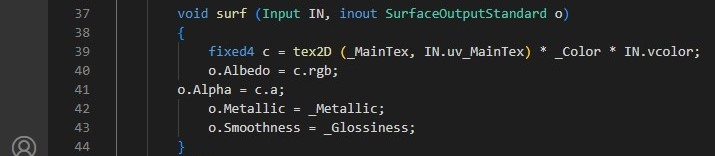 37 void surf (Input IN, inout SurfaceOutputStandard o)
38 {
39 fixed4 c = tex2D (_MainTex, IN.uv_MainTex) * _Color * IN.vcolor;
40 o.Albedo = c.rgb;
41 o.Alpha = c.a;
42 o.Metallic = _Metallic;
43 o.Smoothness = _Glossiness;
44 }